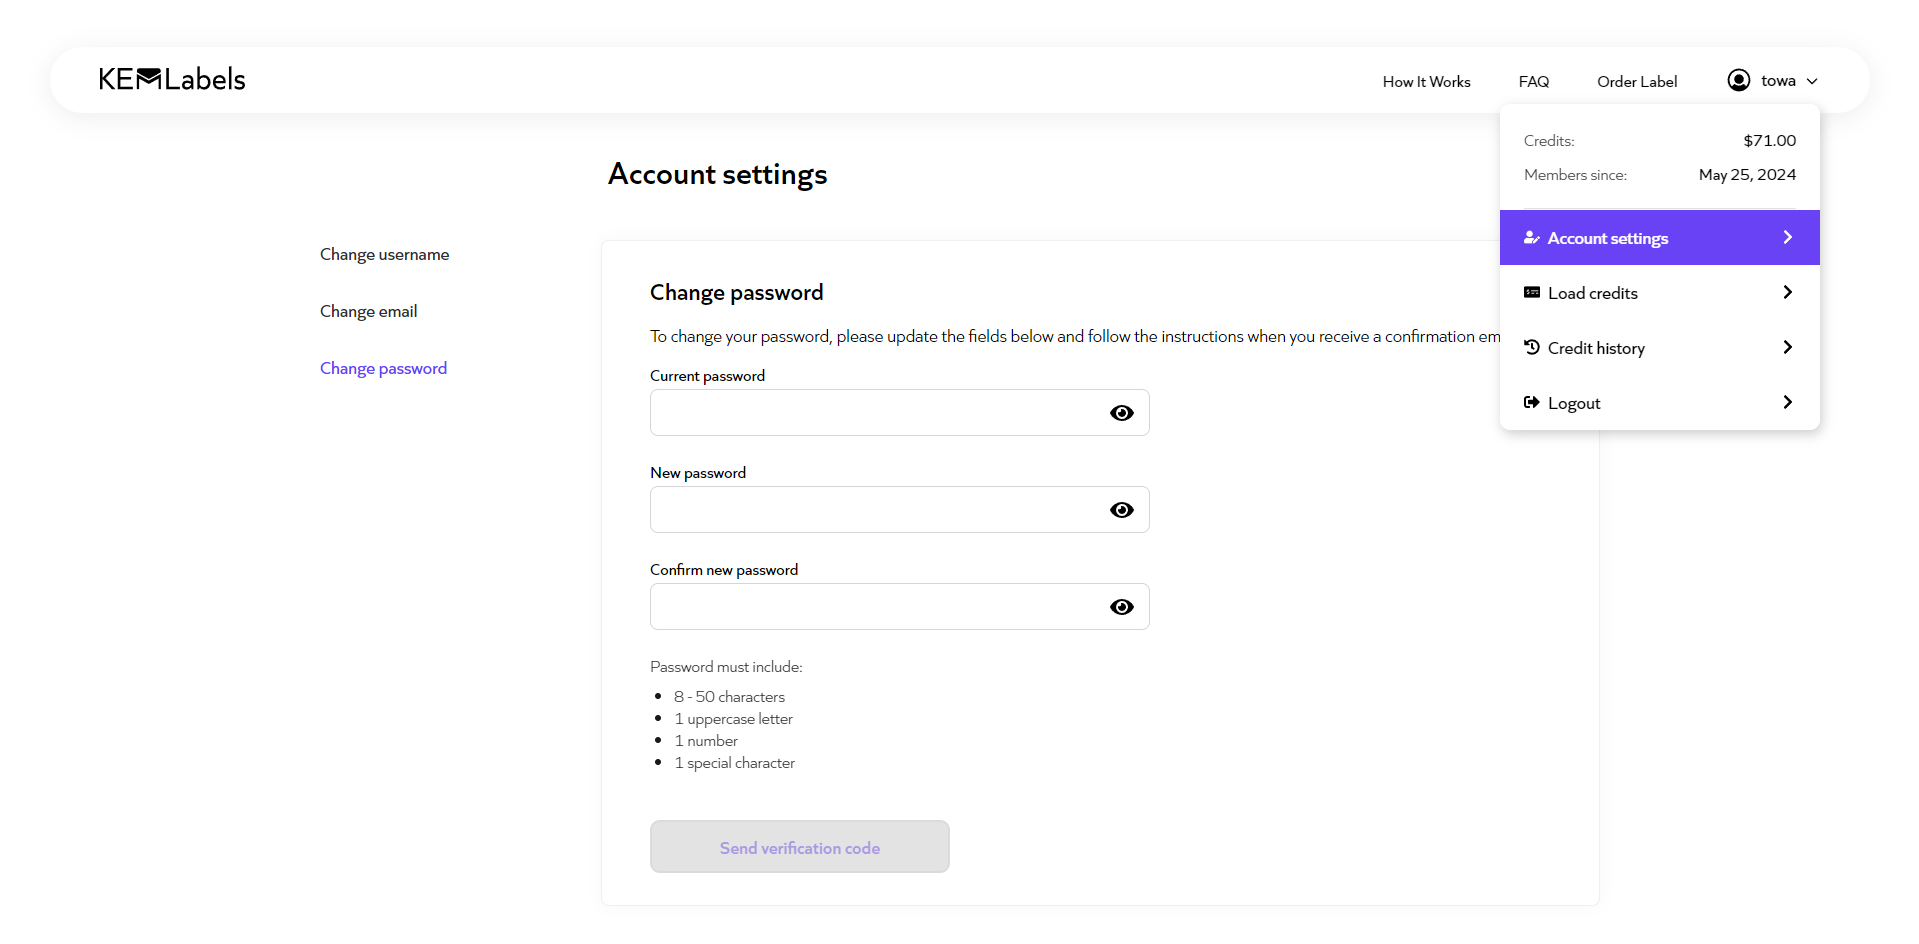 KEMLabels
How It Works
FAQ
Order Label
towa
Credits: $71.00
Members since: May 25, 2024
Account settings
Load credits
Credit history
Logout
Account settings
Change username
Change email
Change password
Change password
To change your password, please update the fields below and follow the instructions when you receive a confirmation em
Current password
New password
Confirm new password
Password must include:
• 8 - 50 characters
• 1 uppercase letter
• 1 number
• 1 special character
Send verification code